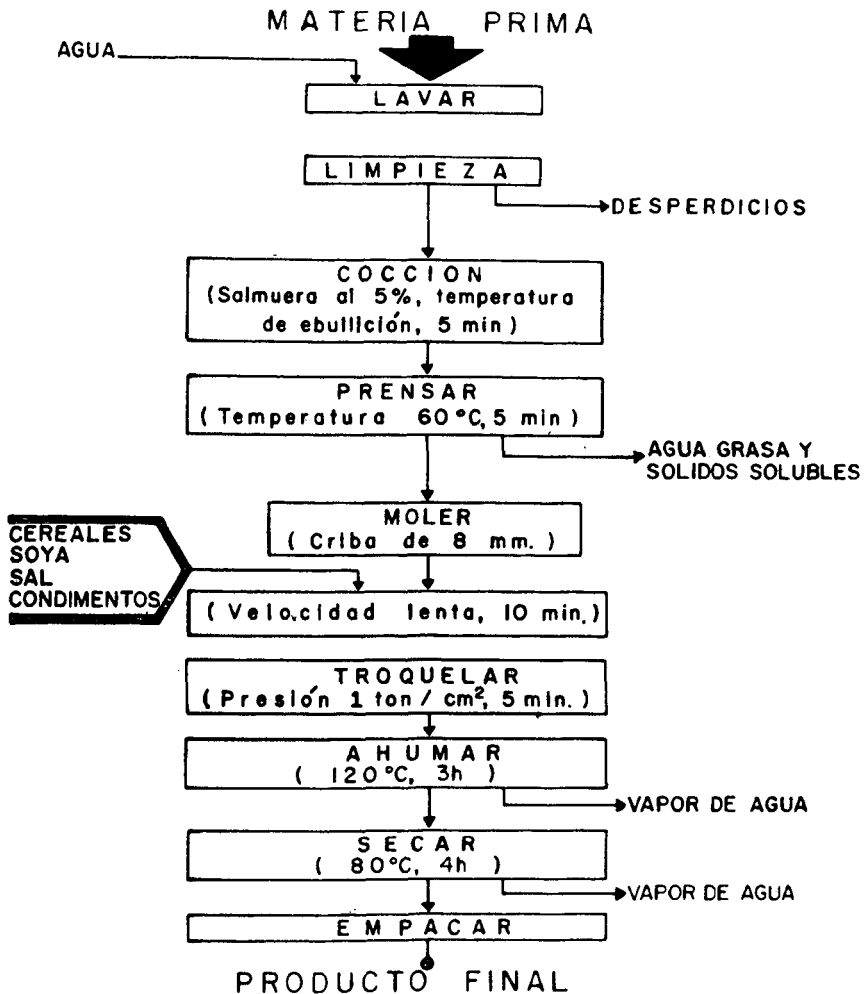 MATERIA PRIMA
AGUA
LAVAR
LIMPIEZA
DESPERDICIOS
COCCION
(Salmuera al 5%, temperatura
de ebullición, 5 min)
PRENSAR
(Temperatura 60°C, 5 min)
AGUA GRASA Y
SOLIDOS SOLUBLES
MOLER
(Criba de 8 mm.)
CEREALES
SOYA
SAL
CONDIMENTOS
(Velocidad lenta, 10 min.)
TROQUELAR
(Presión 1 ton/cm², 5 min.)
AHUMAR
(120°C, 3h)
VAPOR DE AGUA
SECAR
(80°C, 4h)
VAPOR DE AGUA
EMPACAR
PRODUCTO FINAL